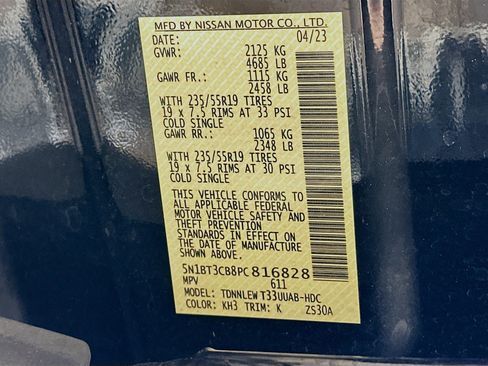 MFD BY NISSAN MOTOR CO., LTD.
DATE: 04/23
GVWR: 2125 KG
4685 LB
GAWR FR.: 1115 KG
2458 LB
WITH 235/55R19 TIRES
19 x 7.5 RIMS AT 33 PSI
COLD SINGLE
GAWR RR.: 1065 KG
2348 LB
WITH 235/55R19 TIRES
19 x 7.5 RIMS AT 30 PSI
COLD SINGLE
THIS VEHICLE CONFORMS TO
ALL APPLICABLE FEDERAL
MOTOR VEHICLE SAFETY AND
THEFT PREVENTION
STANDARDS IN EFFECT ON
THE DATE OF MANUFACTURE
SHOWN ABOVE.
5N1BT3CB8PC816828
MPV 611
MODEL: TDNNLEW T33UUAB-HDC
COLOR: KH3 TRIM: K ZS30A